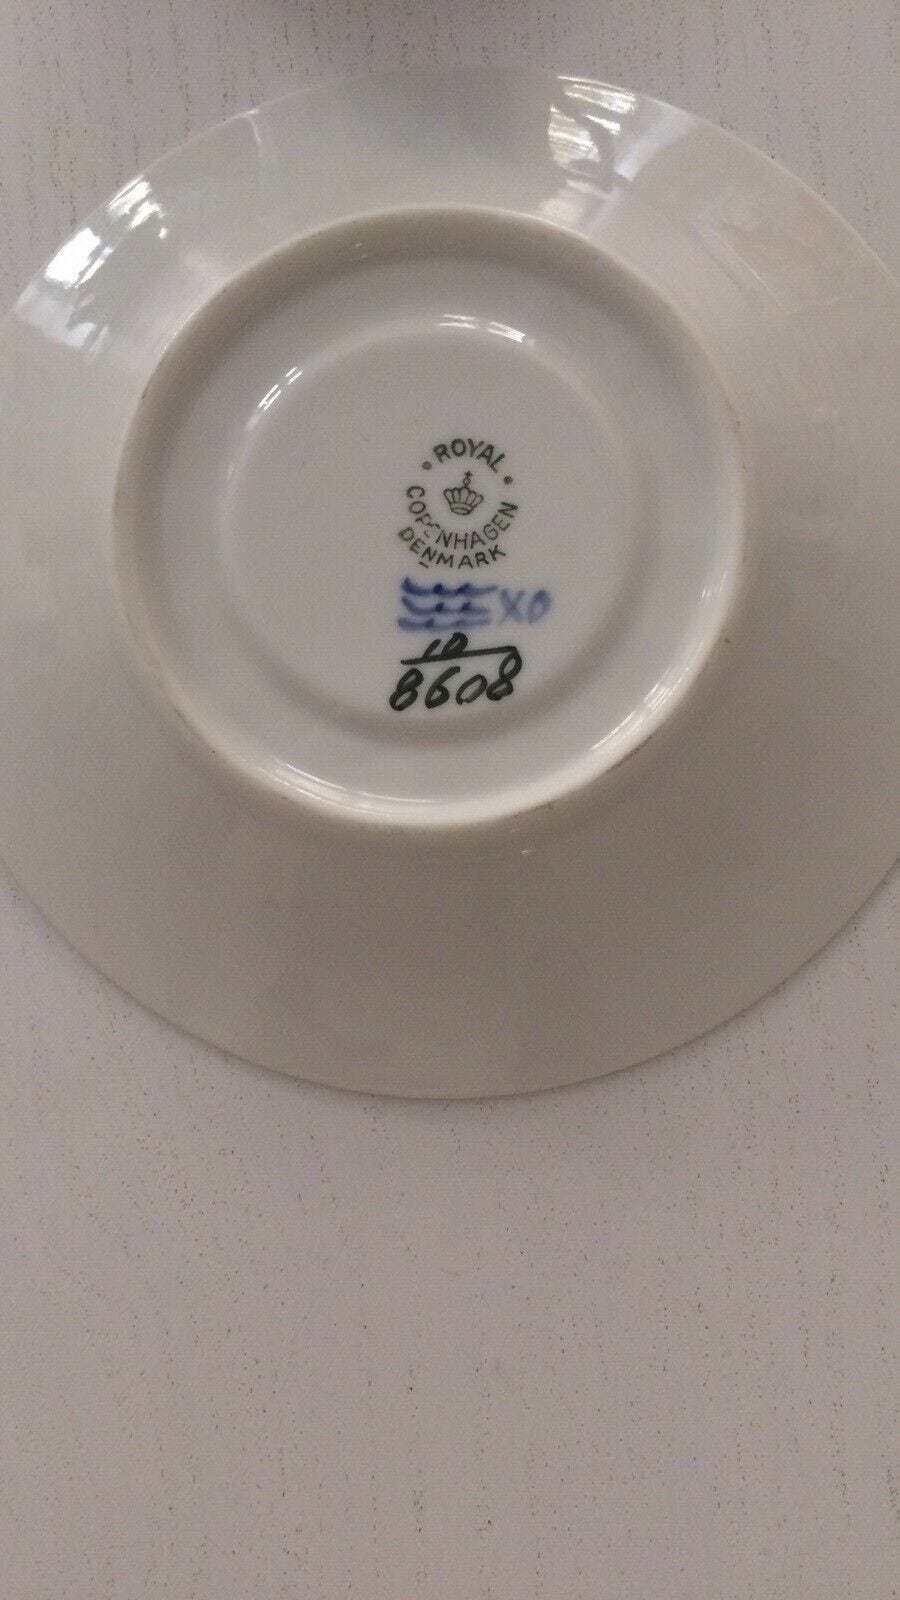 ROYAL
COPENHAGEN
DENMARK
XO
10
8608